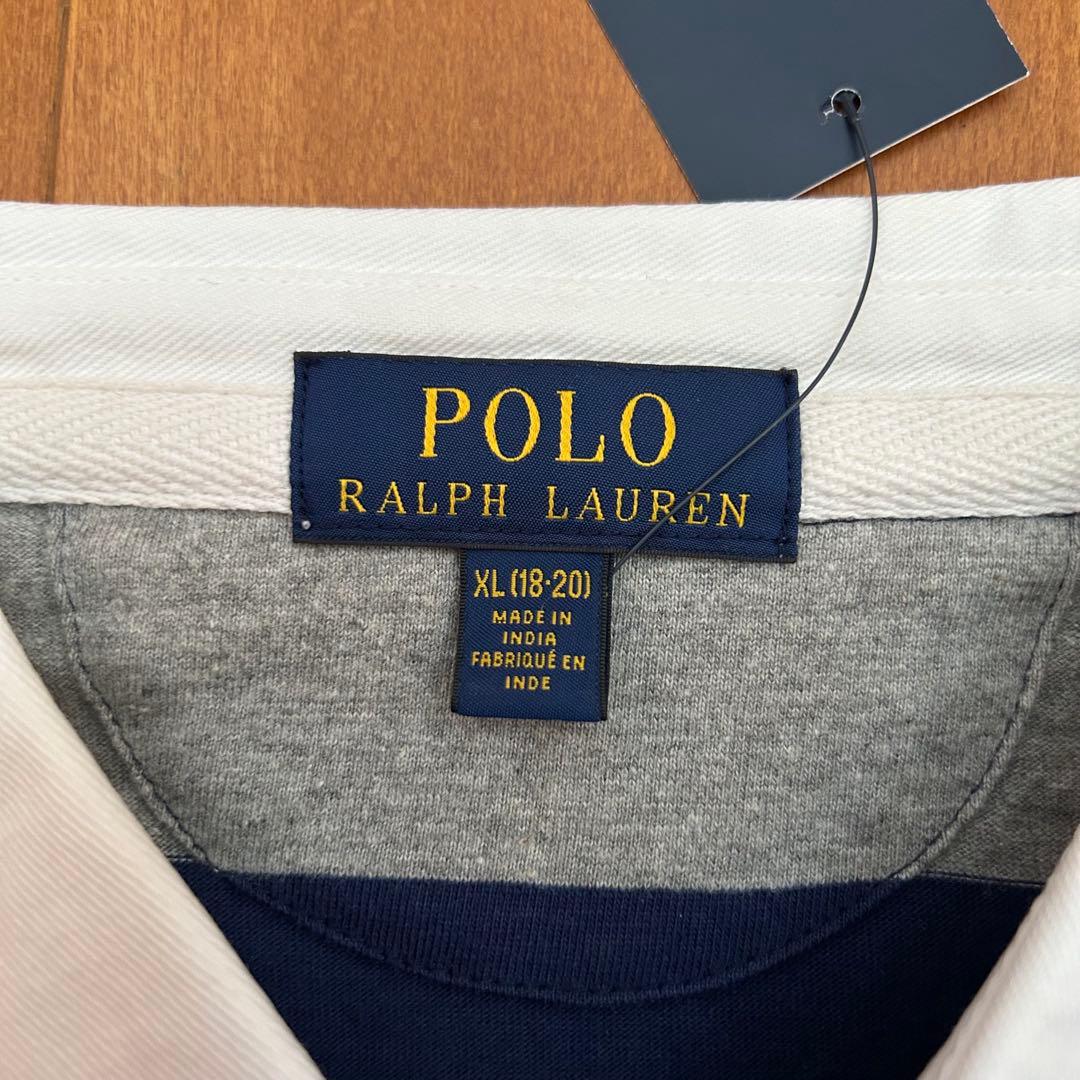 POLO
RALPH LAUREN
XL (18·20)
MADE IN
INDIA
FABRIQUÉ EN
INDE